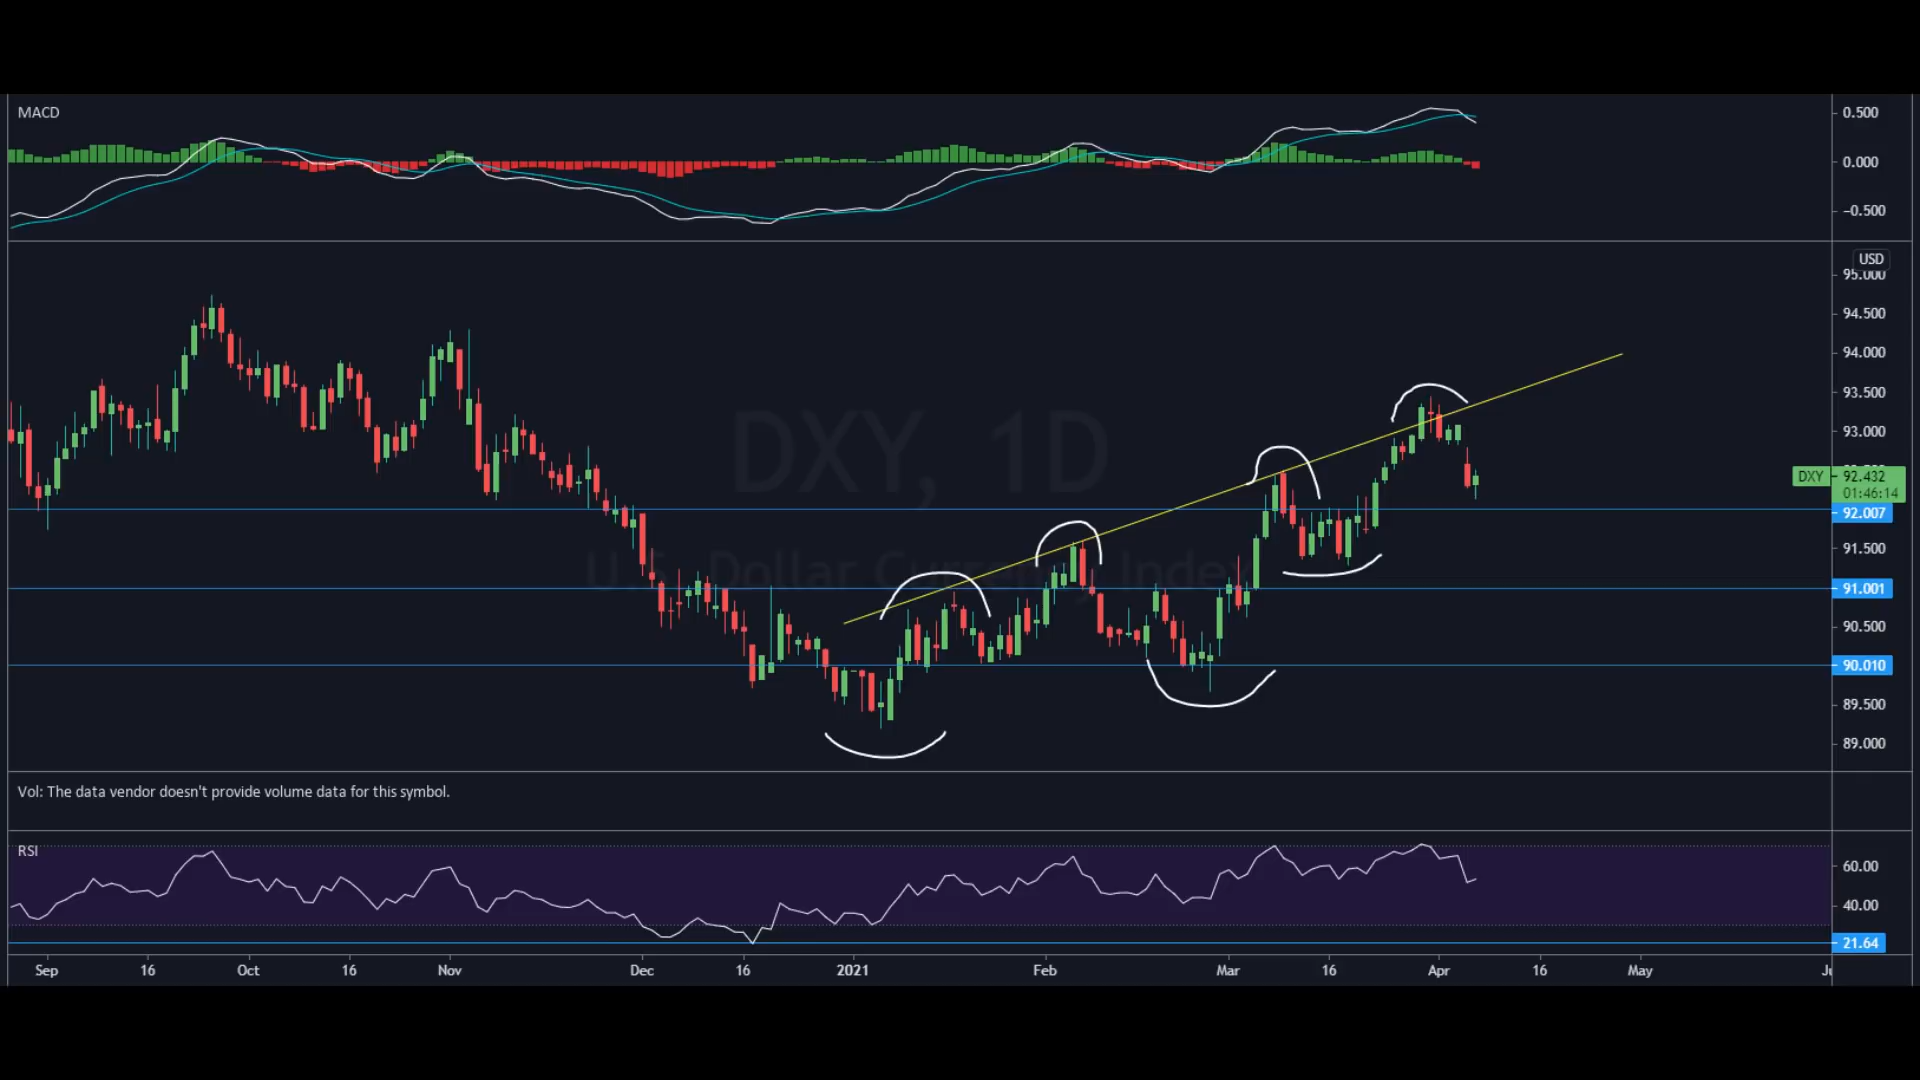 MACD
0.500
0.000
−0.500
USD
95.000
94.500
94.000
93.500
93.000
DXY 92.432
01:46:14
92.007
91.500
91.001
90.500
90.010
89.500
89.000
DXY, 1D
U.S. Dollar Currency Index
Vol: The data vendor doesn't provide volume data for this symbol.
RSI
60.00
40.00
21.64
Sep 16 Oct 16 Nov Dec 16 2021 Feb Mar 16 Apr 16 May